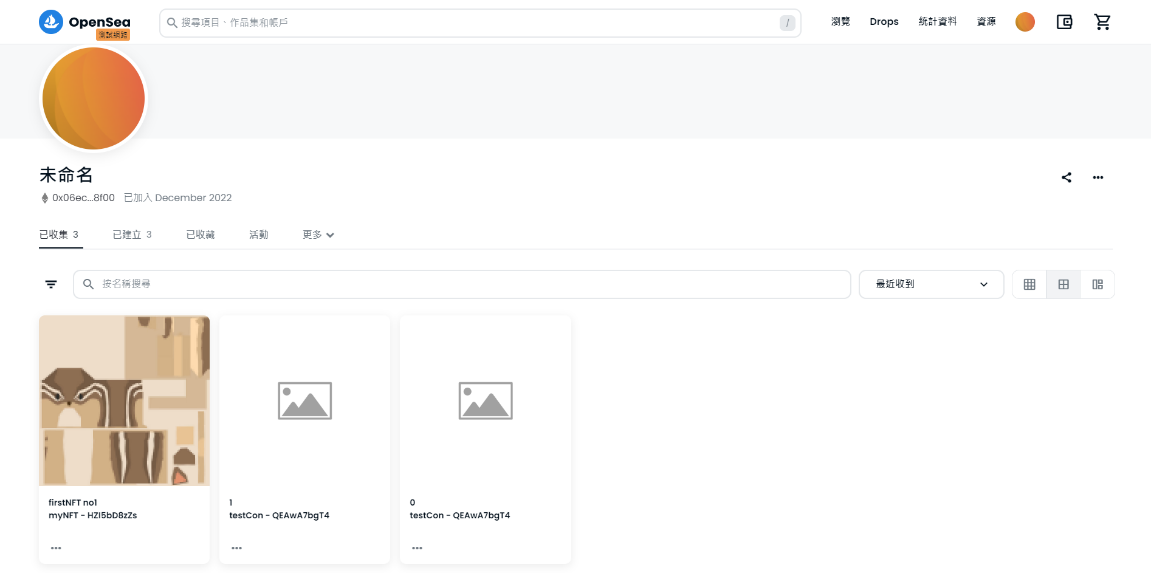 OpenSea
測試網路
搜尋項目、作品集和帳戶
/
瀏覽
Drops
統計資料
資源
未命名
0x06ec...8f00 已加入 December 2022
已收集 3
已建立 3
已收藏
活動
更多
按名稱搜尋
最近收到
firstNFT no1
myNFT - HZI5bD8zZs
---
1
testCon - QEAwA7bgT4
---
0
testCon - QEAwA7bgT4
---